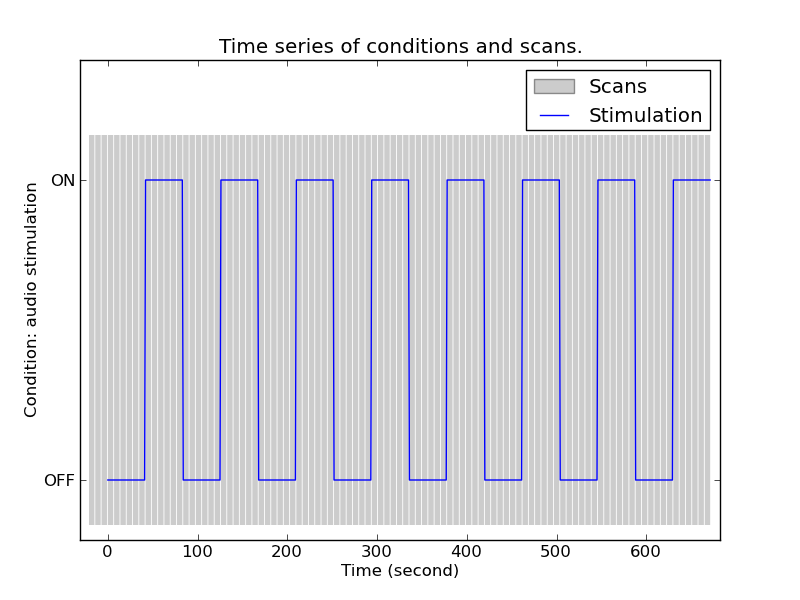 Time series of conditions and scans.
Scans
Stimulation
ON
OFF
Condition: audio stimulation
0 100 200 300 400 500 600
Time (second)